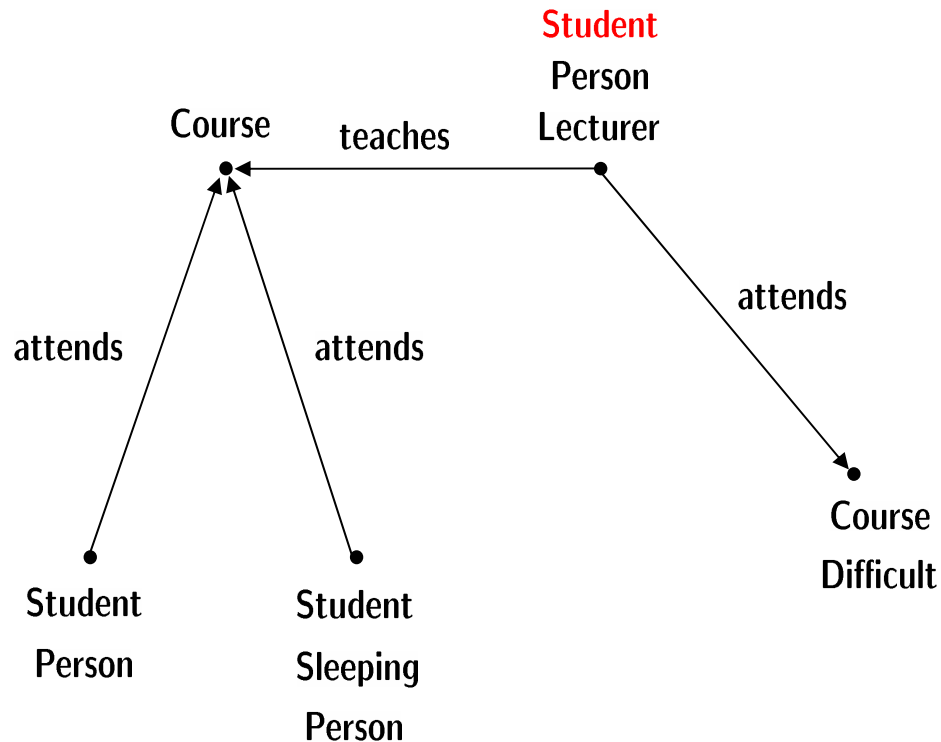 Student
Person
Lecturer
Course
teaches
attends
attends
attends
Course
Difficult
Student
Person
Student
Sleeping
Person